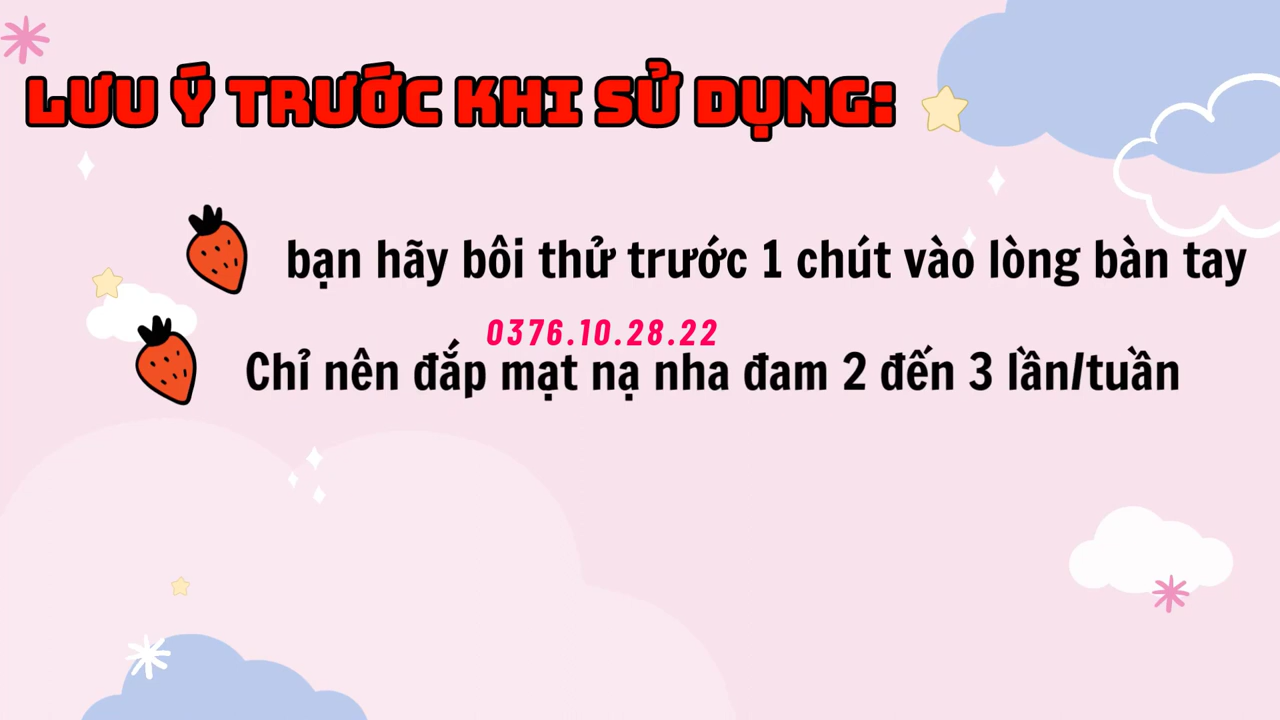 LƯU Ý TRƯỚC KHI SỬ DỤNG:
bạn hãy bôi thử trước 1 chút vào lòng bàn tay
0376.10.28.22
Chỉ nên đắp mạt nạ nha đam 2 đến 3 lần/tuần